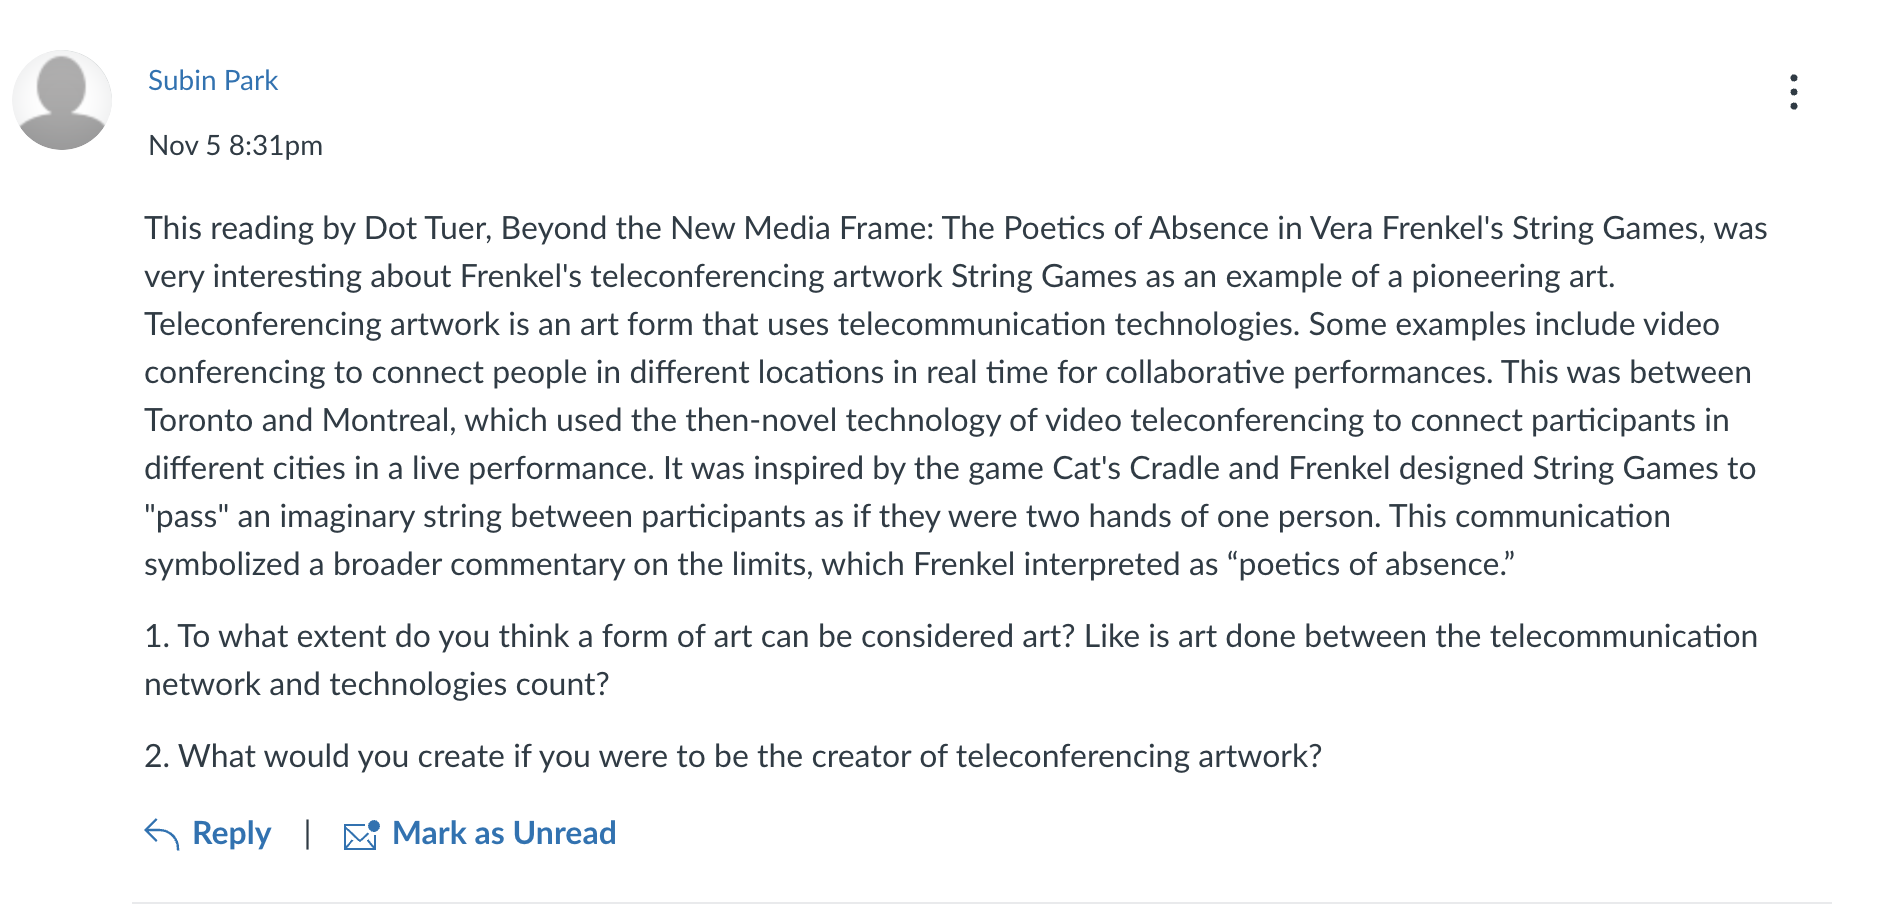 Subin Park
Nov 5 8:31pm
This reading by Dot Tuer, Beyond the New Media Frame: The Poetics of Absence in Vera Frenkel's String Games, was
very interesting about Frenkel's teleconferencing artwork String Games as an example of a pioneering art.
Teleconferencing artwork is an art form that uses telecommunication technologies. Some examples include video
conferencing to connect people in different locations in real time for collaborative performances. This was between
Toronto and Montreal, which used the then-novel technology of video teleconferencing to connect participants in
different cities in a live performance. It was inspired by the game Cat's Cradle and Frenkel designed String Games to
"pass" an imaginary string between participants as if they were two hands of one person. This communication
symbolized a broader commentary on the limits, which Frenkel interpreted as “poetics of absence.”
1. To what extent do you think a form of art can be considered art? Like is art done between the telecommunication
network and technologies count?
2. What would you create if you were to be the creator of teleconferencing artwork?
Reply | Mark as Unread